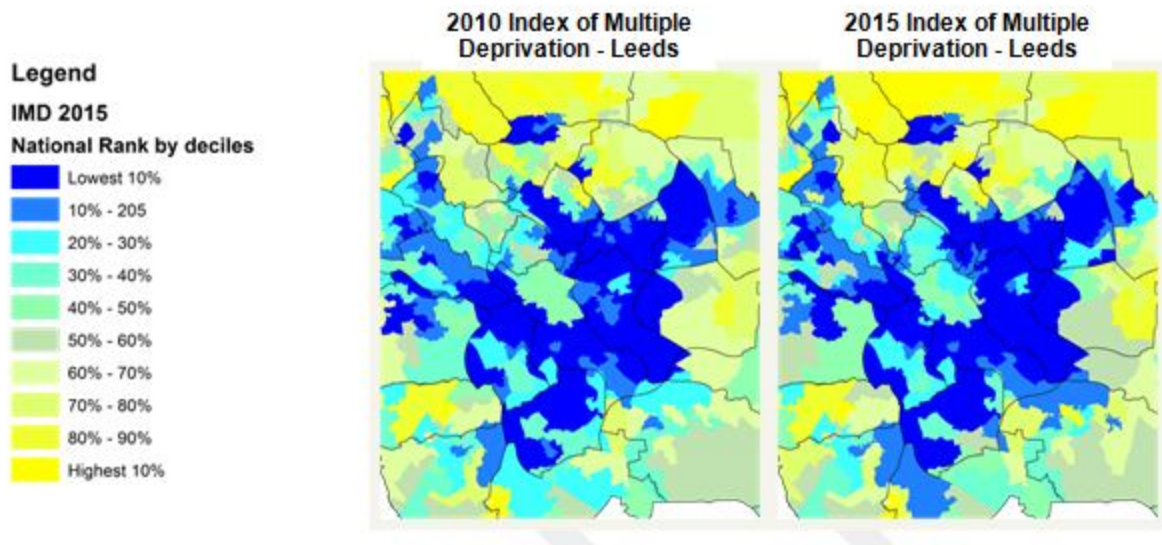 2010 Index of Multiple
Deprivation - Leeds
2015 Index of Multiple
Deprivation - Leeds
Legend
IMD 2015
National Rank by deciles
Lowest 10%
10% - 205
20% - 30%
30% - 40%
40% - 50%
50% - 60%
60% - 70%
70% - 80%
80% - 90%
Highest 10%